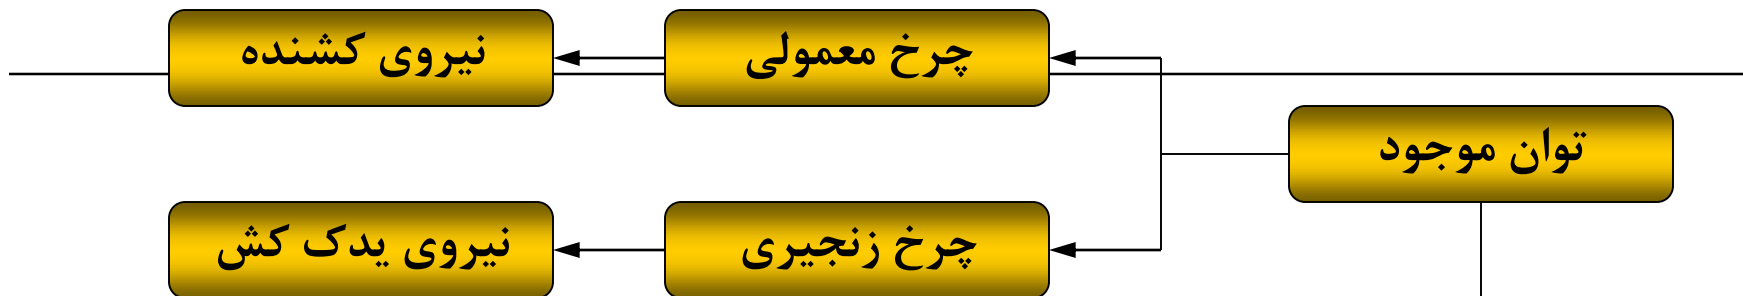 چرخ معمولی
نیروی کشنده
توان موجود
چرخ زنجیری
نیروی یدک کش